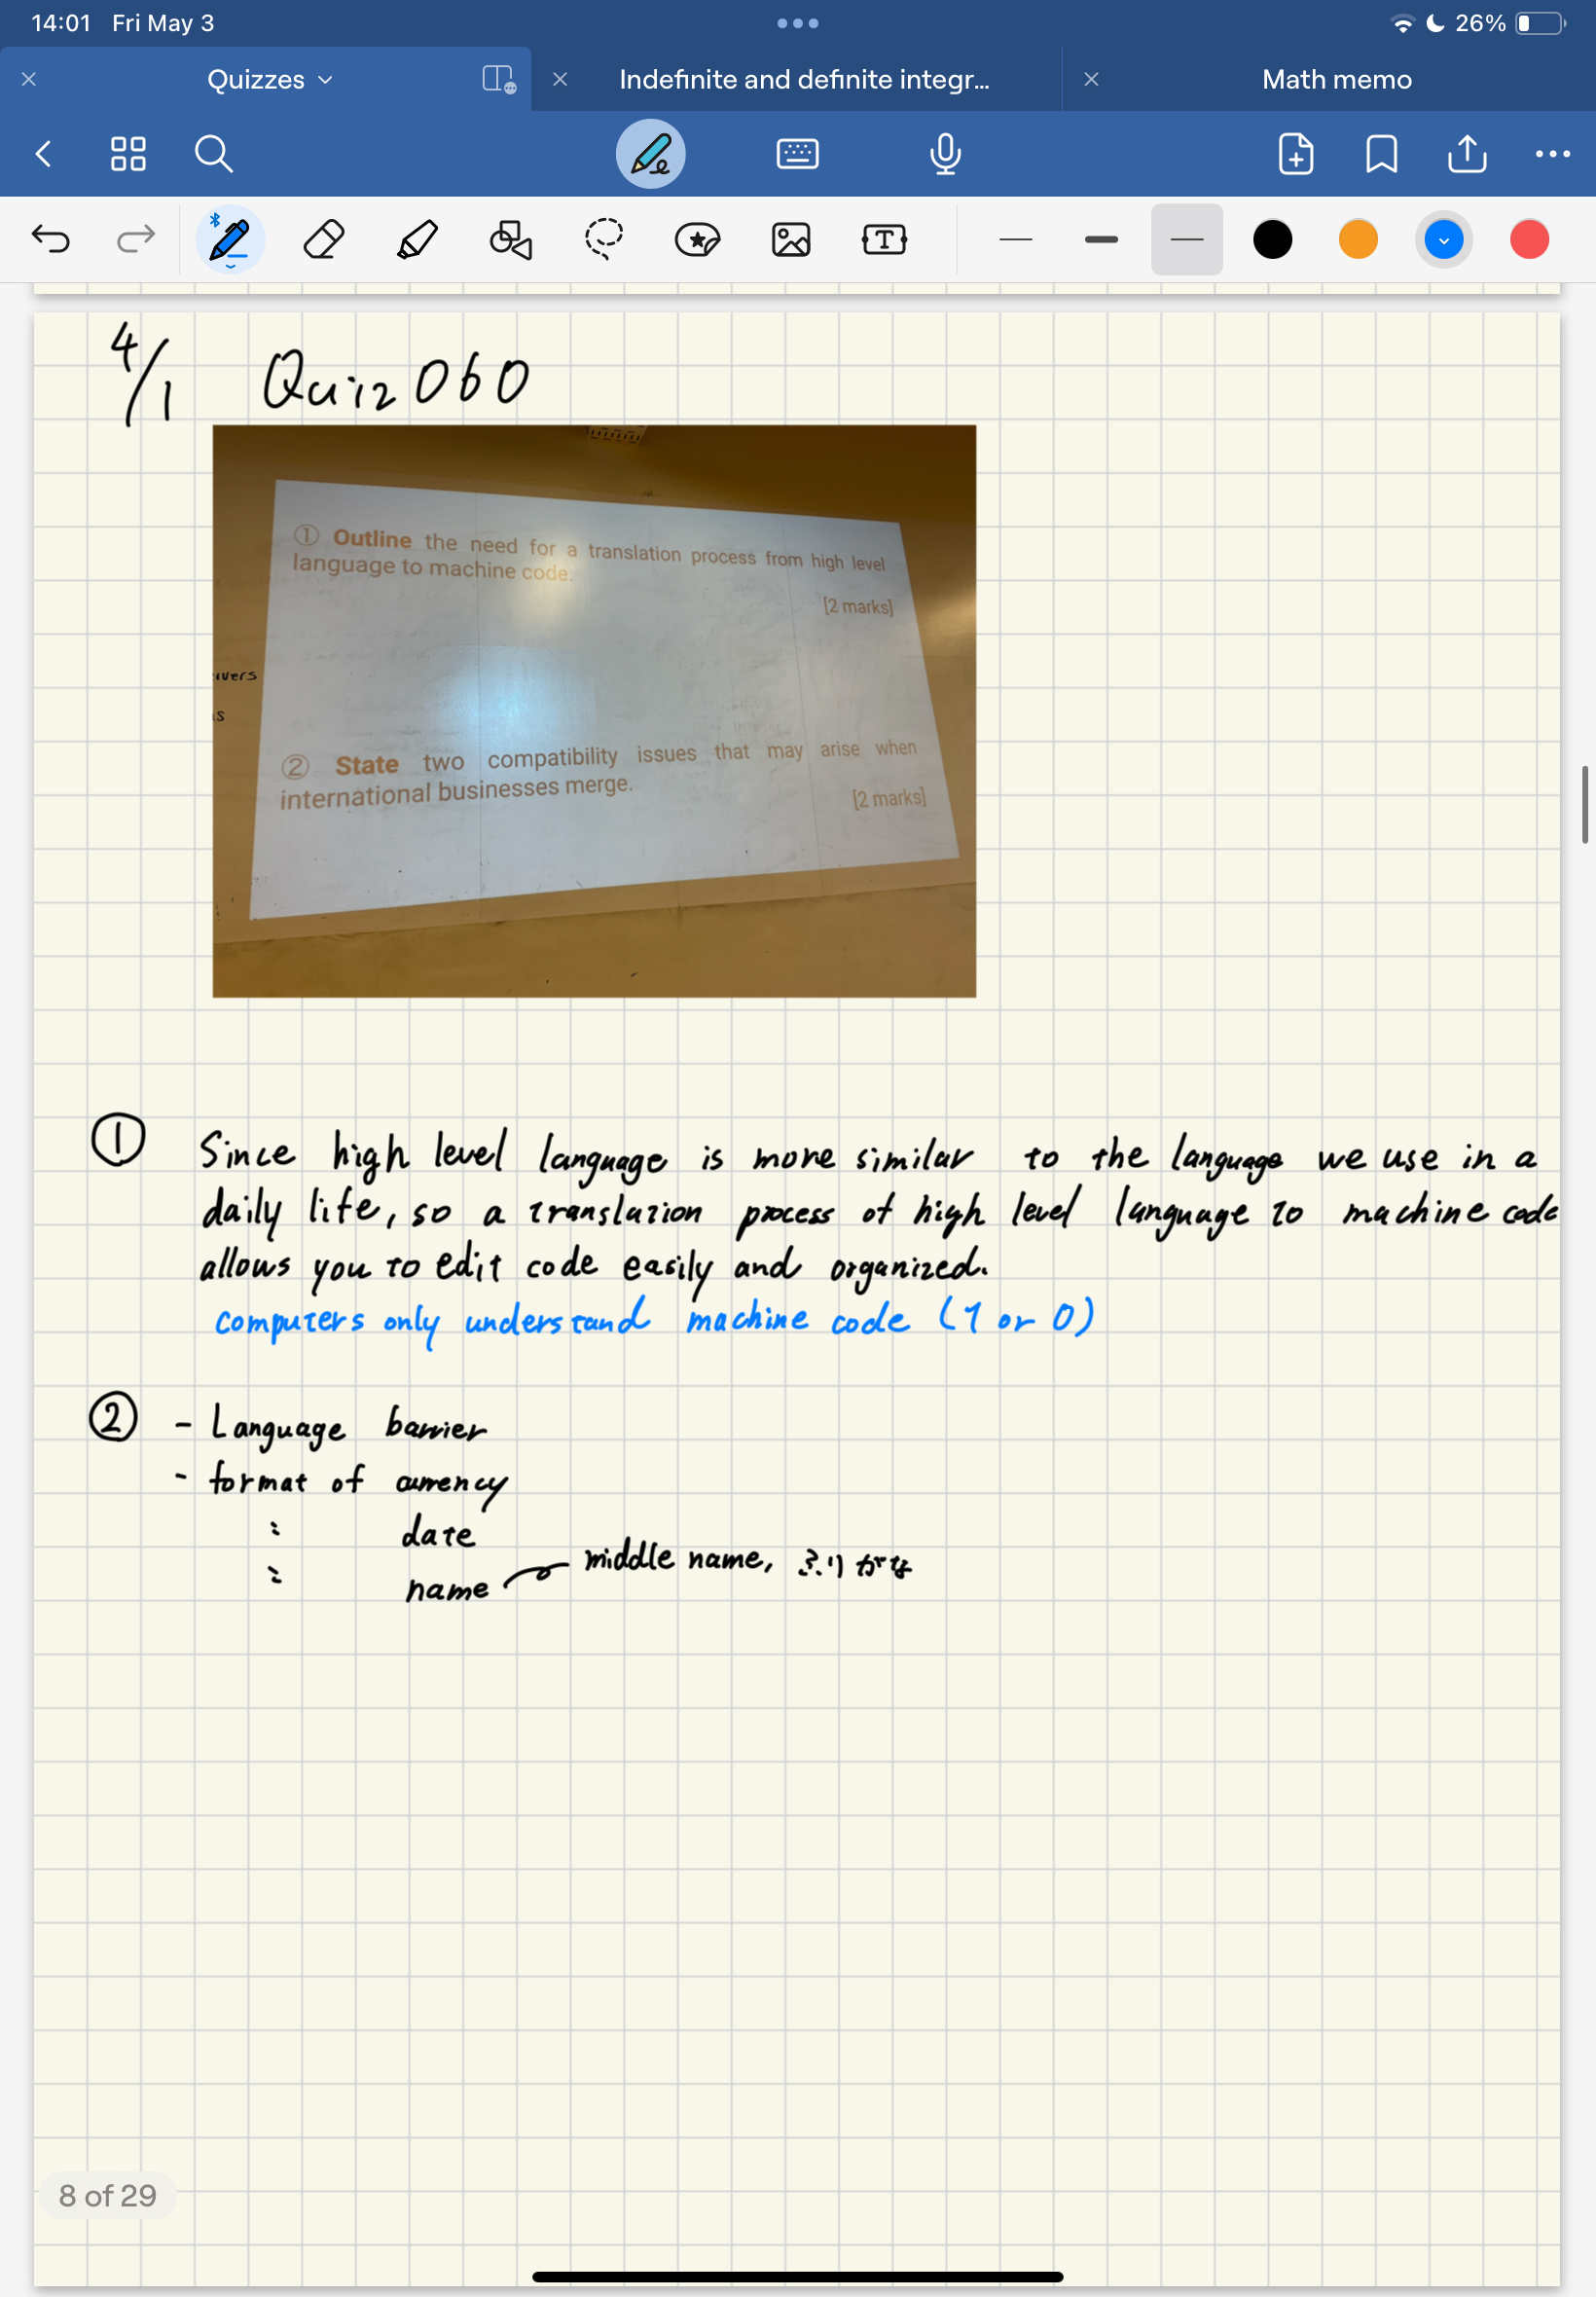 14:01 Fri May 3
26%
Quizzes
Indefinite and definite integr...
Math memo
4/1 Quiz 060
① Outline the need for a translation process from high level
language to machine code.
[2 marks]
ivers
s
② State two compatibility issues that may arise when
international businesses merge.
[2 marks]
① Since high level language is more similar to the language we use in a
daily life, so a translation process of high level language to machine code
allows you to edit code easily and organized.
computers only understand machine code (1 or 0)
② - Language barrier
- format of currency
: date
: name middle name, ふりがな
8 of 29